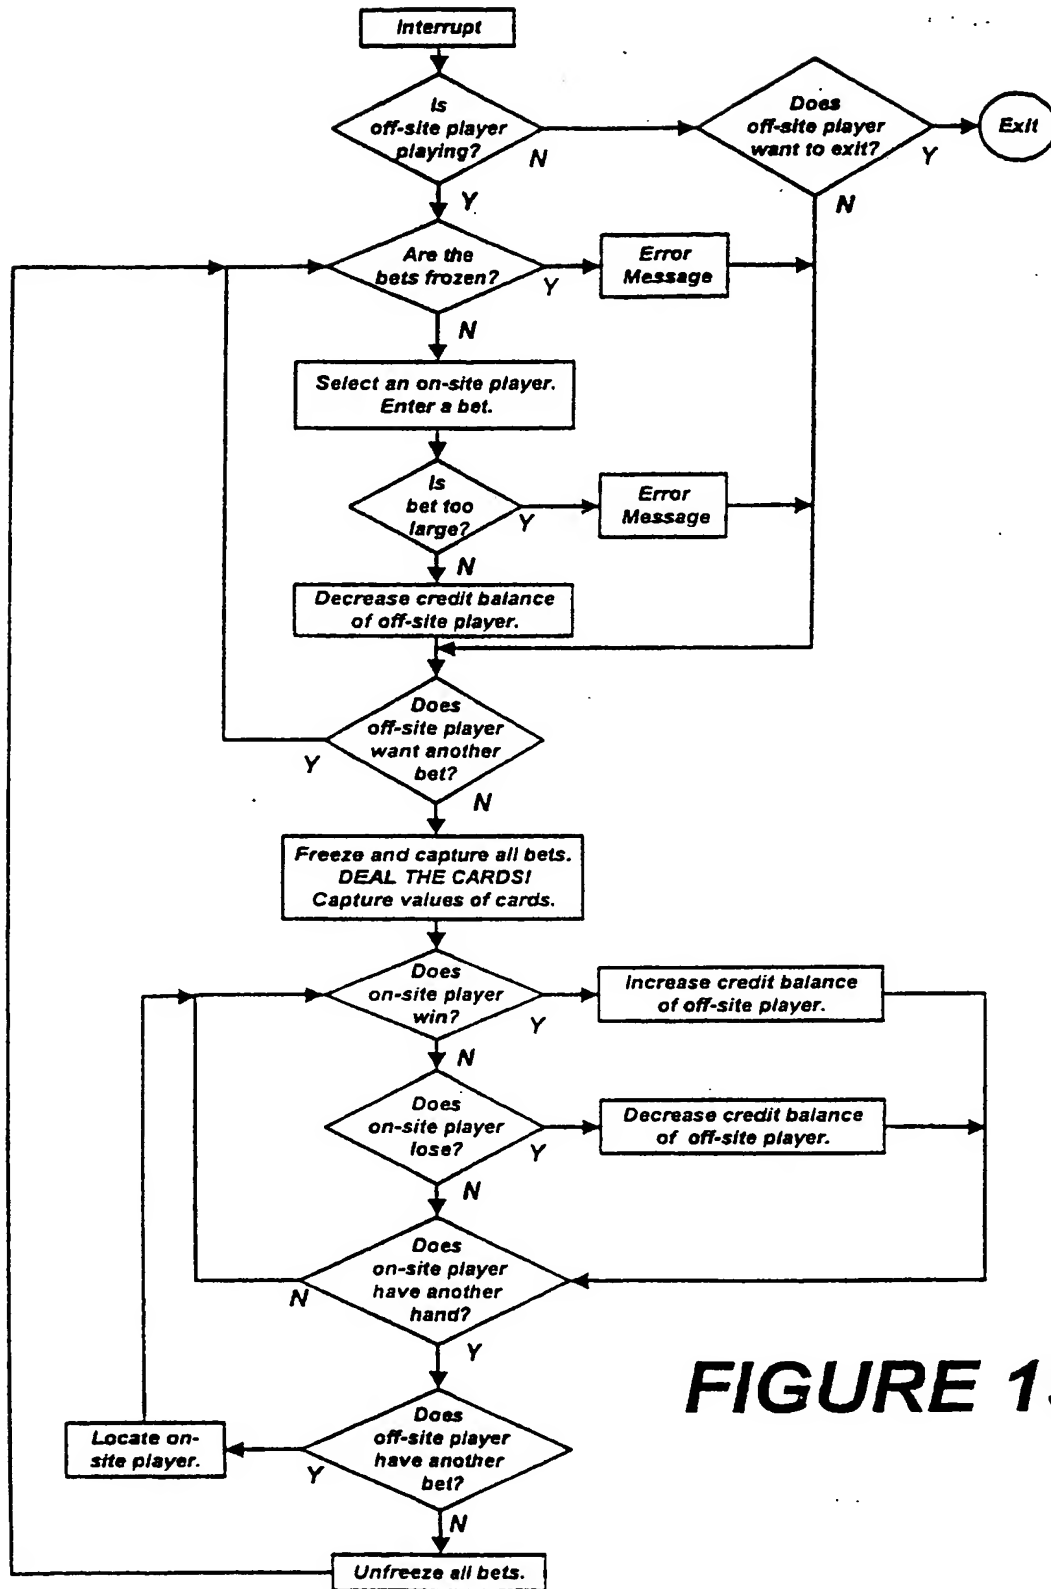 Interrupt
Is
off-site player
playing?
N
Y
Does
off-site player
want to exit?
Y
N
Exit
Are the
bets frozen?
Y
N
Error
Message
Select an on-site player.
Enter a bet.
Is
bet too
large?
Y
N
Error
Message
Decrease credit balance
of off-site player.
Does
off-site player
want another
bet?
Y
N
Freeze and capture all bets.
DEAL THE CARDS!
Capture values of cards.
Does
on-site player
win?
Y
N
Increase credit balance
of off-site player.
Does
on-site player
lose?
Y
N
Decrease credit balance
of off-site player.
Does
on-site player
have another
hand?
N
Y
Does
off-site player
have another
bet?
Y
N
Locate on-
site player.
Unfreeze all bets.
FIGURE 1